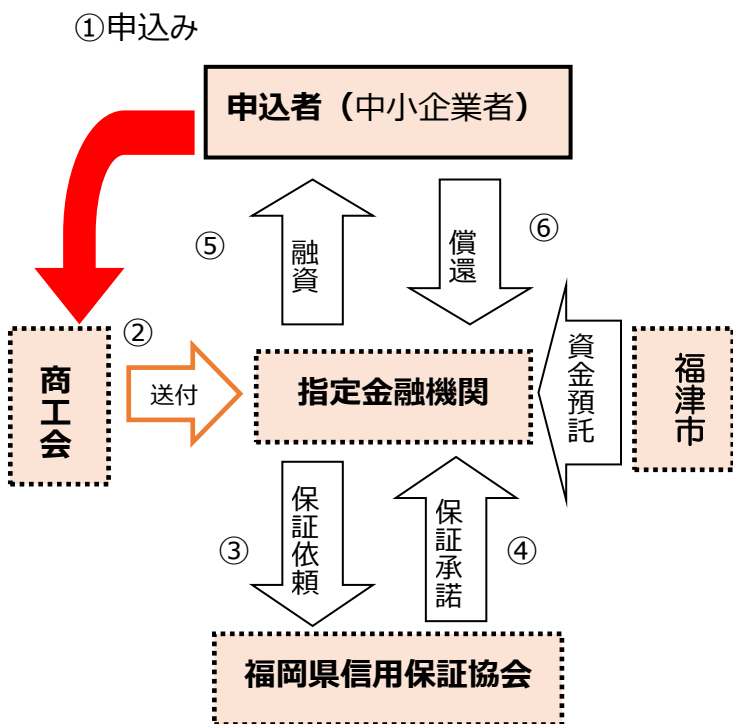 ①申込み
申込者（中小企業者）
⑤
融資
償還
⑥
②
商工会
送付
指定金融機関
資金預託
福津市
③
保証依頼
保証承諾
④
福岡県信用保証協会